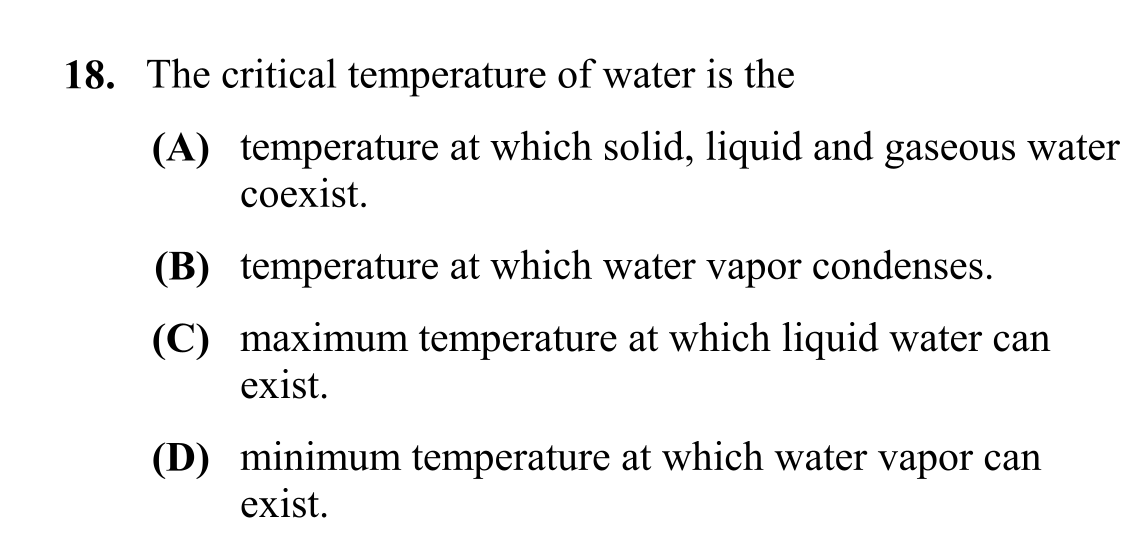 18. The critical temperature of water is the
(A) temperature at which solid, liquid and gaseous water
coexist.
(B) temperature at which water vapor condenses.
(C) maximum temperature at which liquid water can
exist.
(D) minimum temperature at which water vapor can
exist.